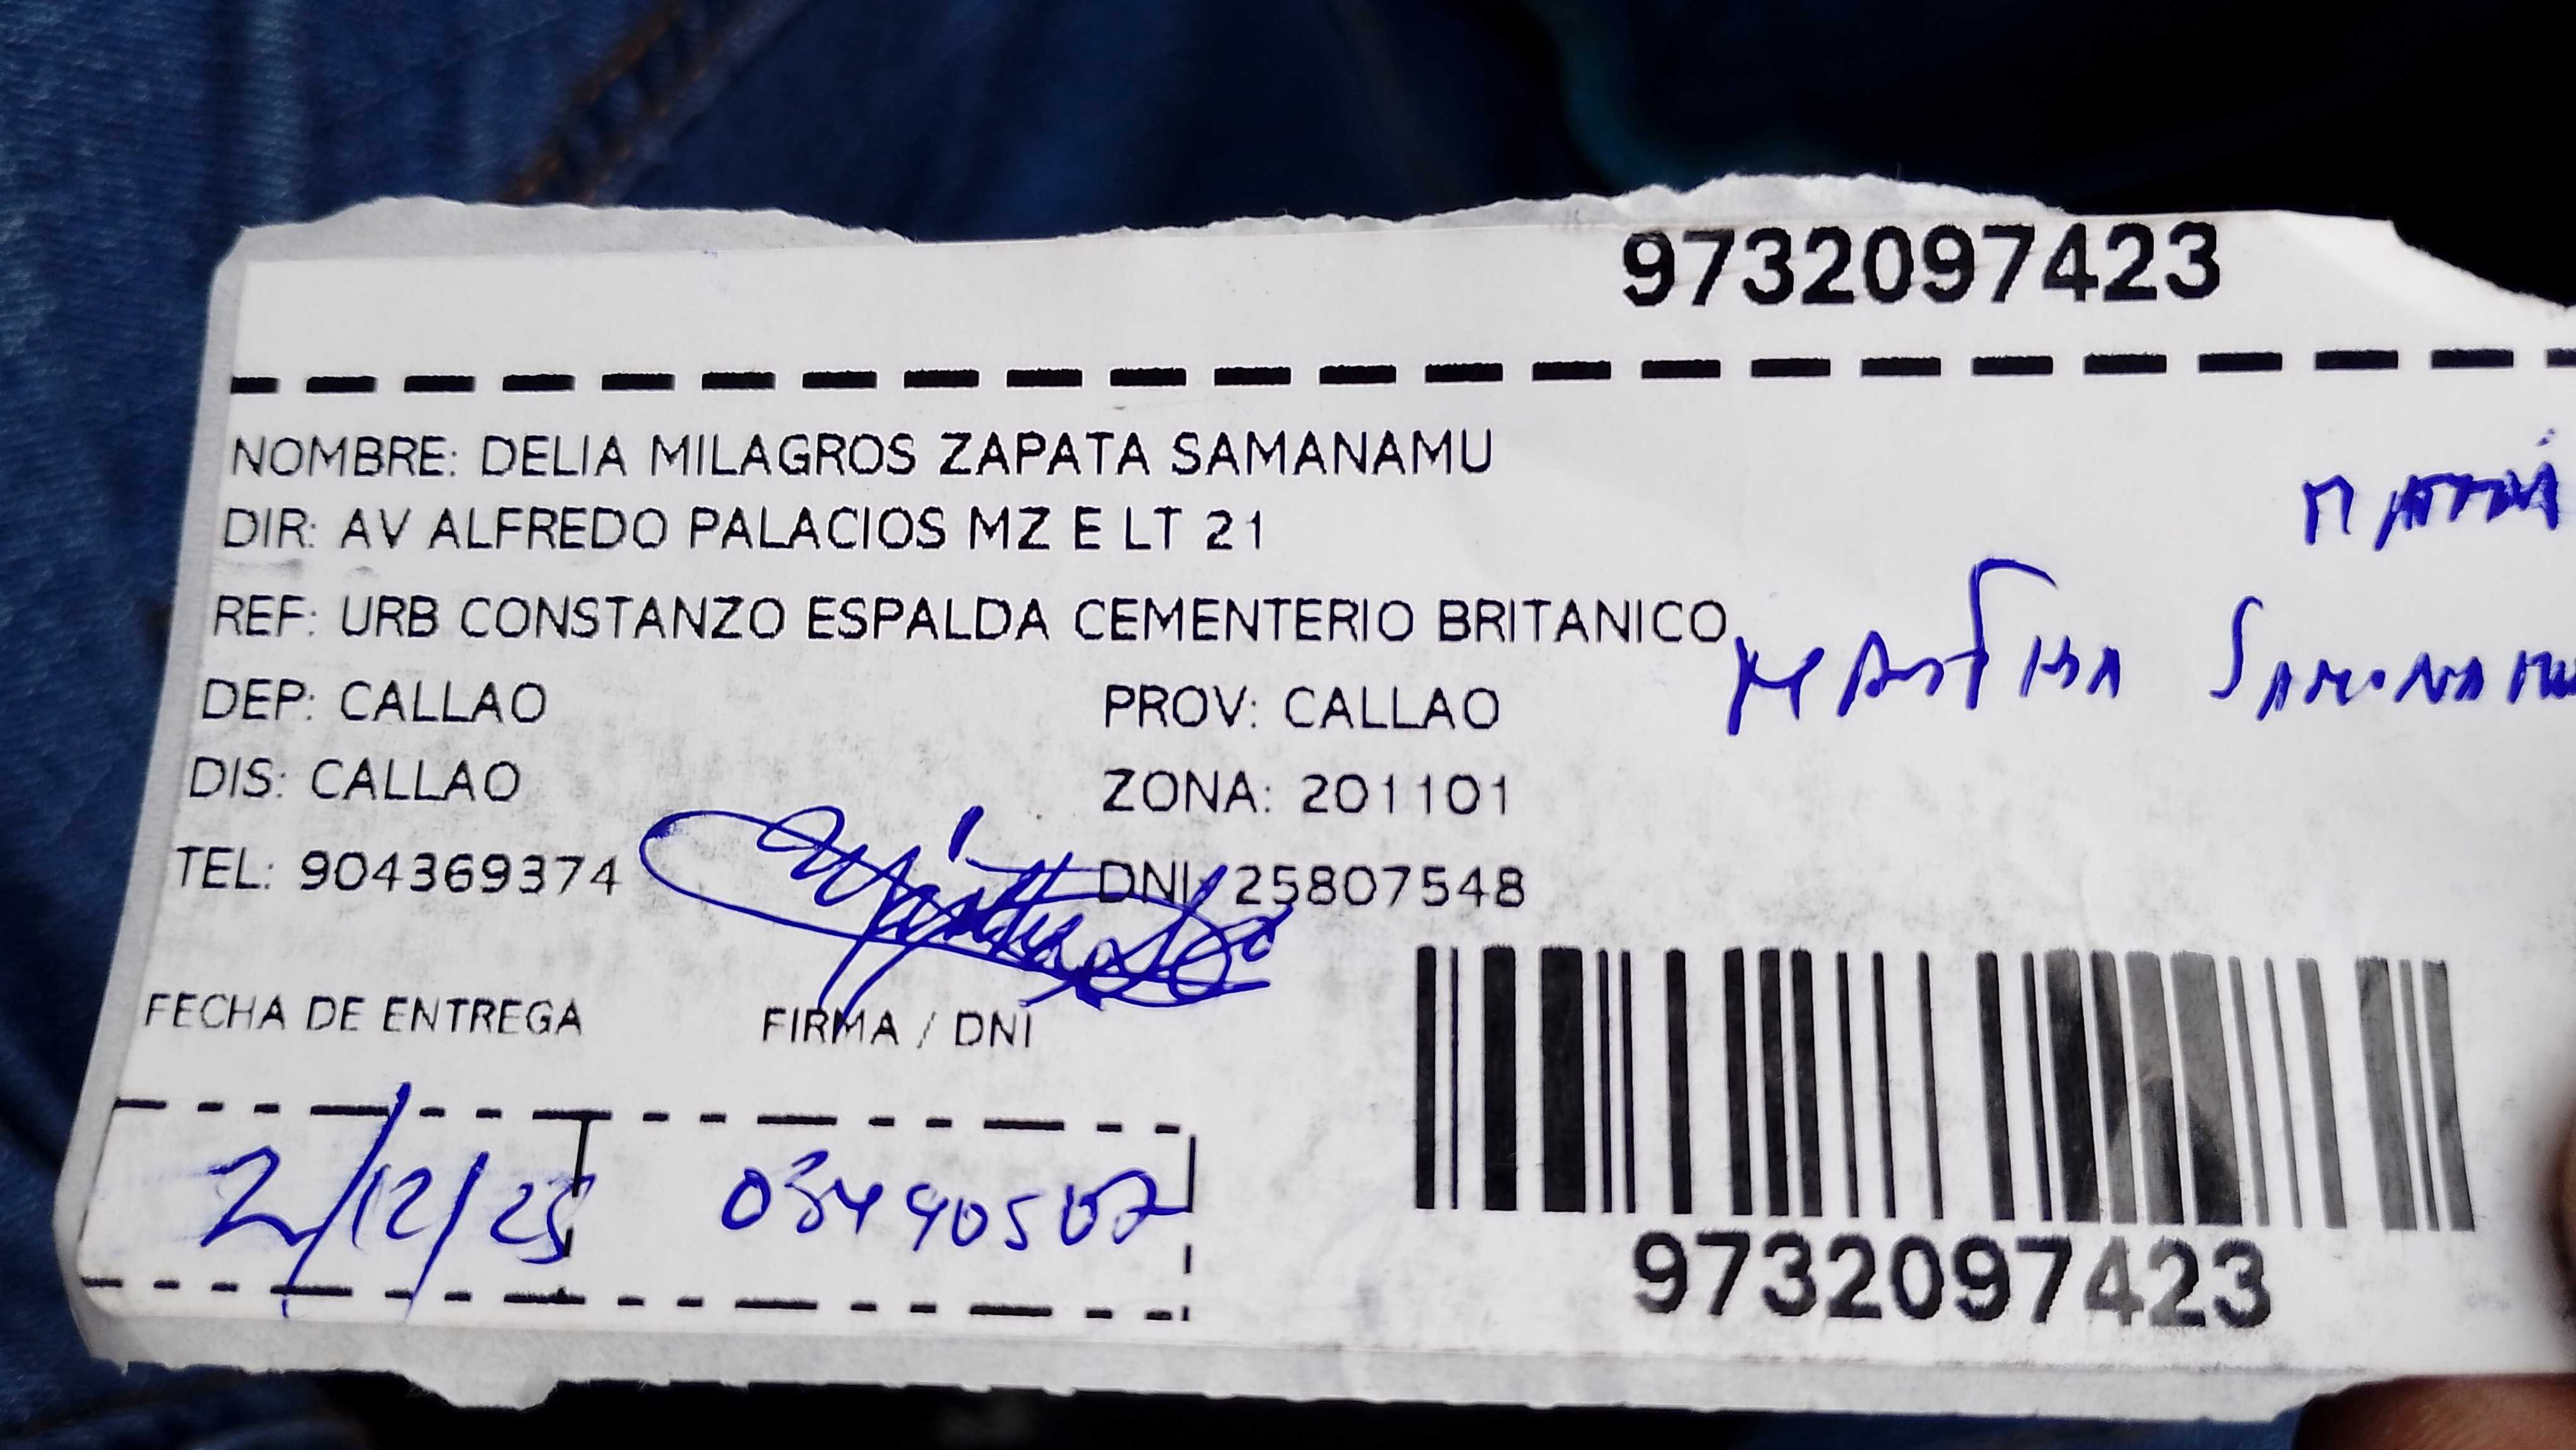 9732097423
NOMBRE: DELIA MILAGROS ZAPATA SAMANAMU
DIR: AV ALFREDO PALACIOS MZ E LT 21
REF: URB CONSTANZO ESPALDA CEMENTERIO BRITANICO
DEP: CALLAO PROV: CALLAO
DIS: CALLAO ZONA: 201101
TEL: 904369374 DNI: 25807548
FECHA DE ENTREGA FIRMA / DNI
2/12/25
9732097423